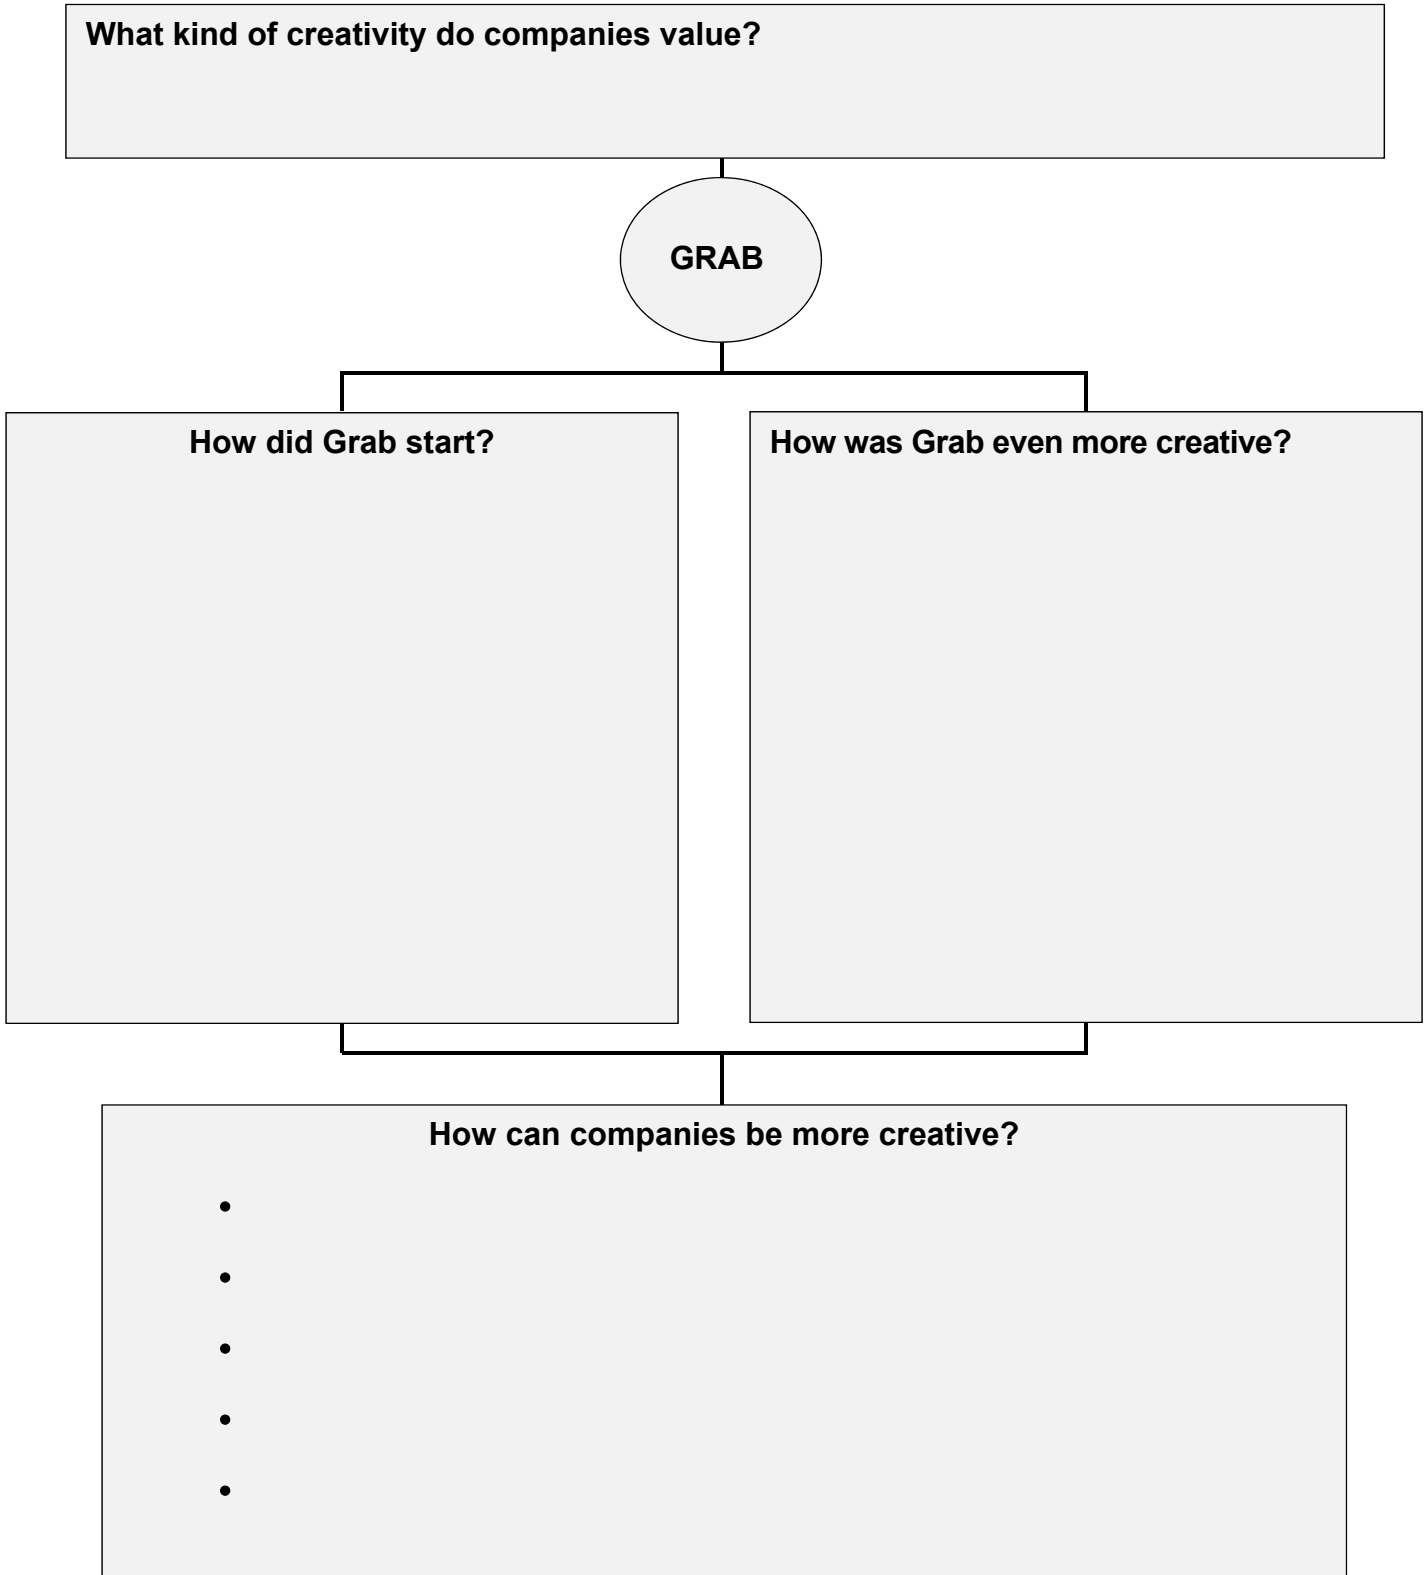 What kind of creativity do companies value?
GRAB
How did Grab start?
How was Grab even more creative?
How can companies be more creative?
•
•
•
•
•